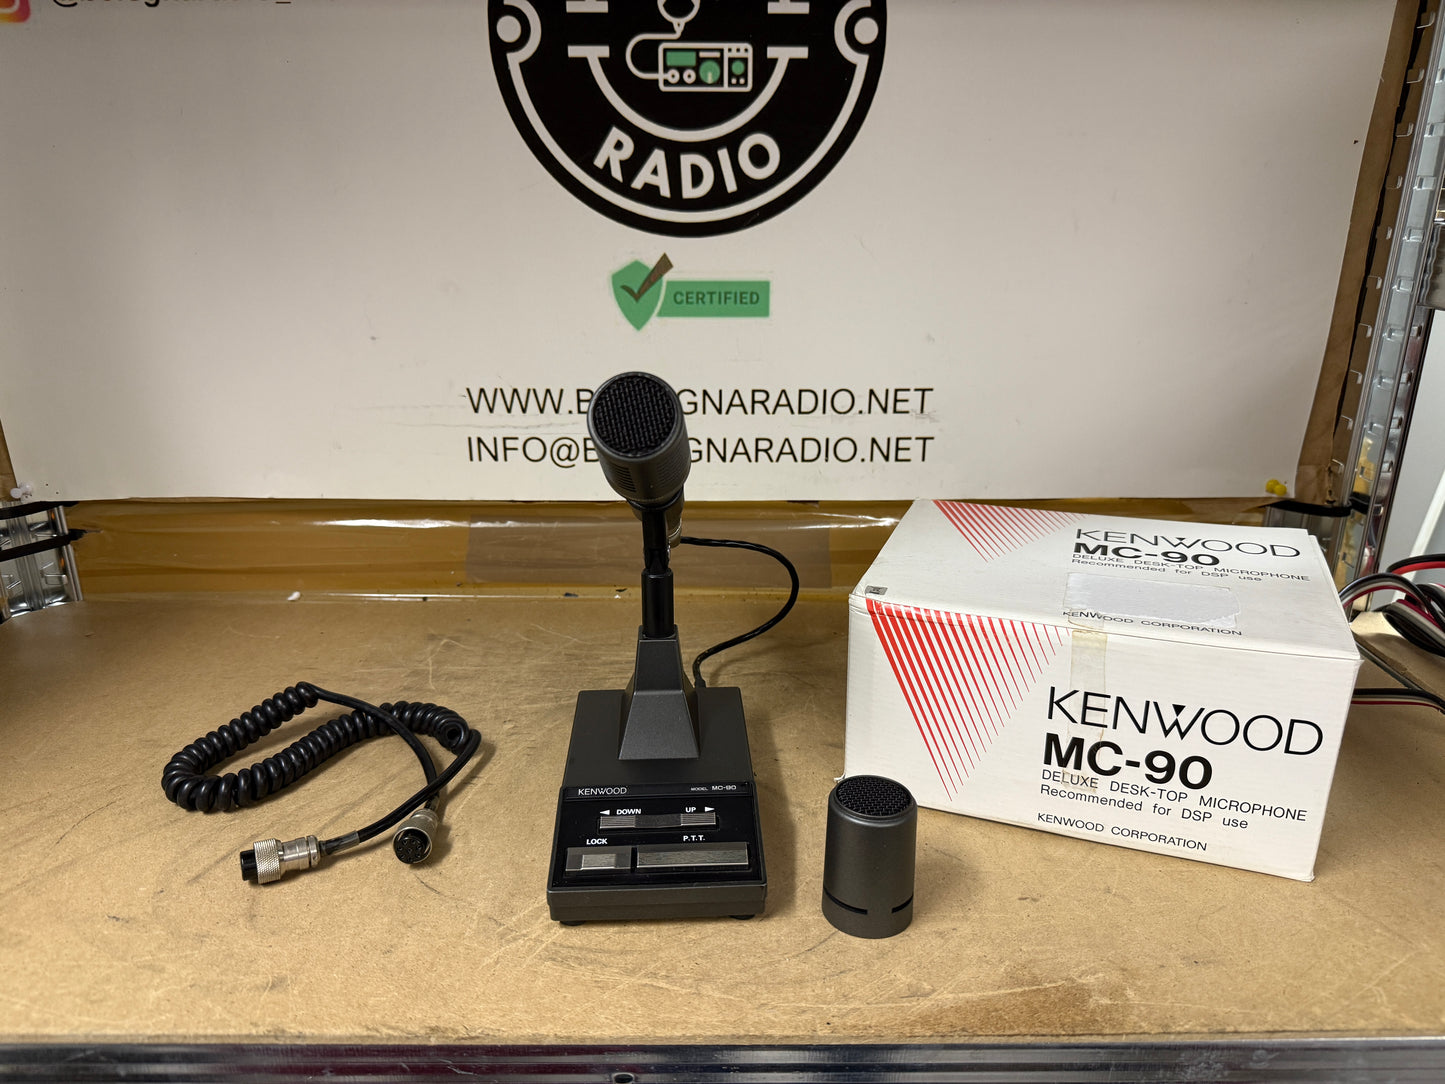 RADIO
CERTIFIED
WWW.B GNARADIO.NET
INFO@B GNARADIO.NET
KENWOOD
MC-90
DELUXE DESK-TOP MICROPHONE
Recommended for DSP use
KENWOOD CORPORATION
KENWOOD
MC-90
DELUXE DESK-TOP MICROPHONE
Recommended for DSP use
KENWOOD CORPORATION
KENWOOD MODEL MC-90
DOWN UP
LOCK P.T.T.